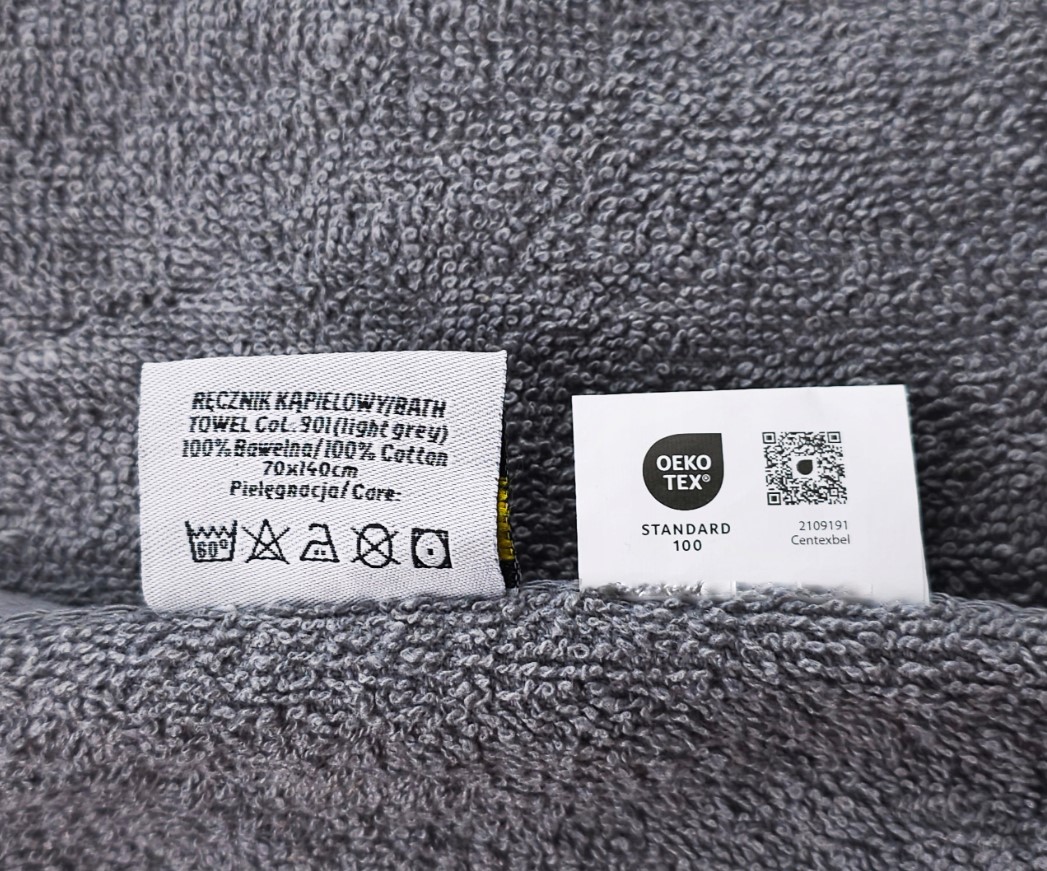 RĘCZNIK KĄPIELOWY/BATH
TOWEL Col. 901(light grey)
100% Bawełna/100% Cotton
70x140cm
Pielęgnacja/Care:
60°
OEKO
TEX®
STANDARD
100
2109191
Centexbel